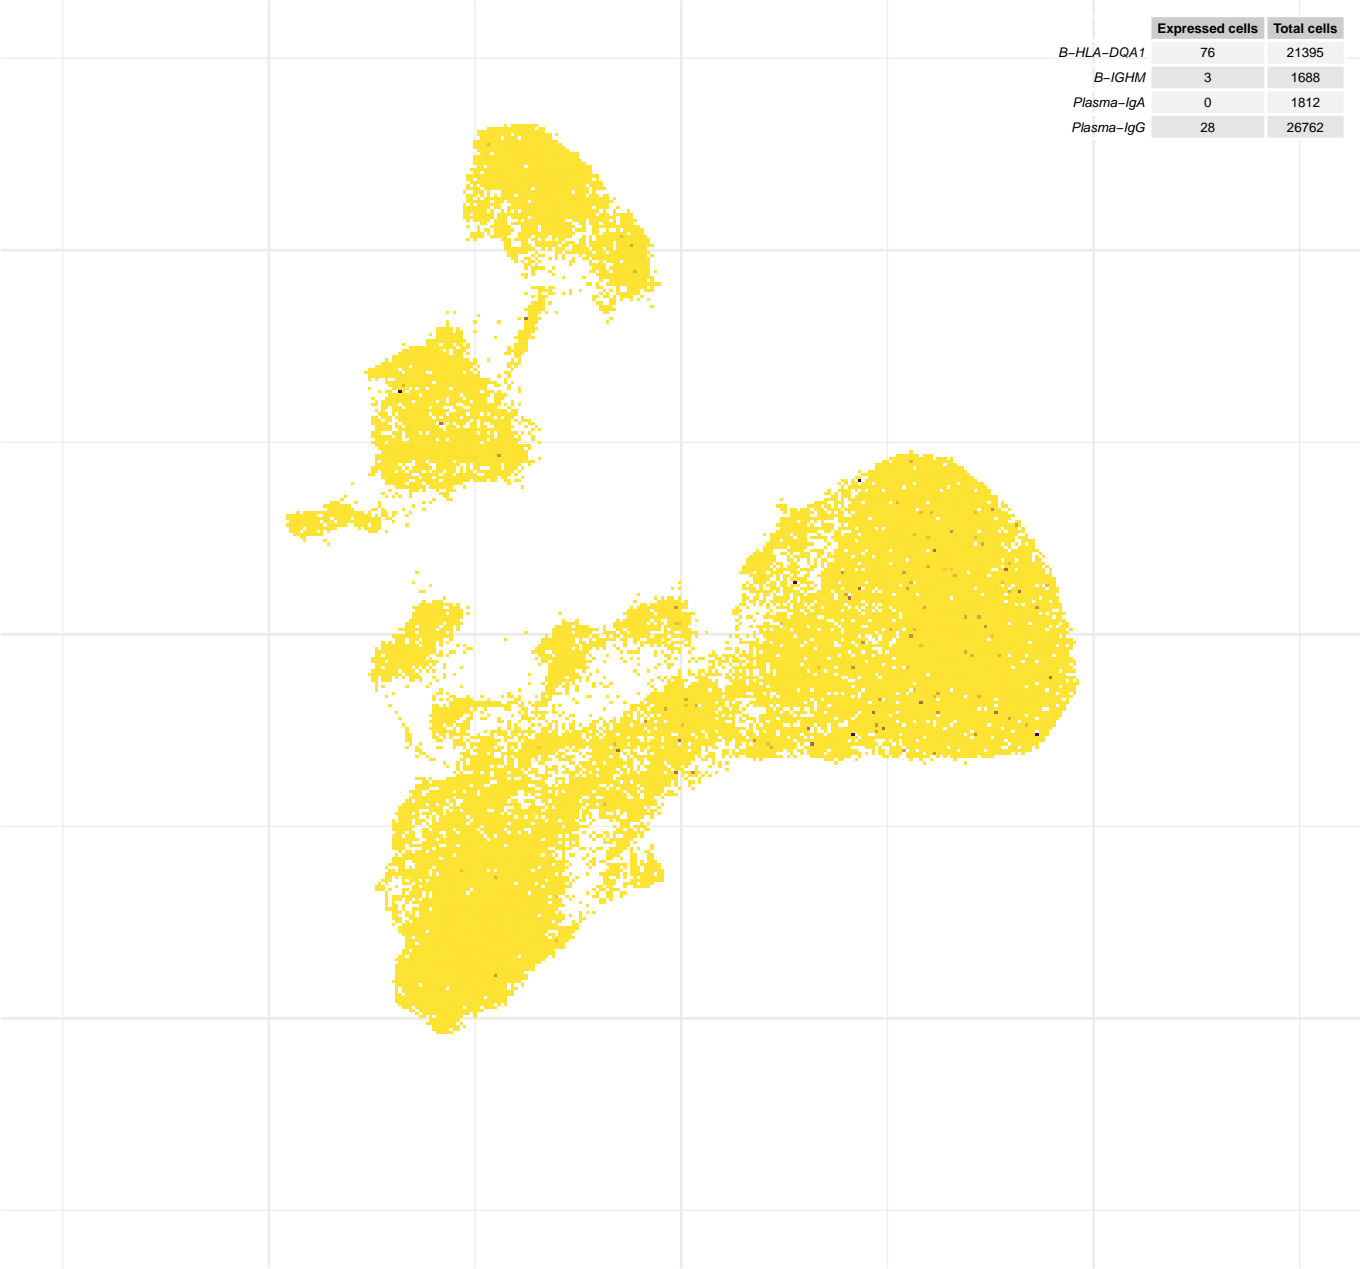 Expressed cells Total cells
B−HLA−DQA1 76 21395
B−IGHM 3 1688
Plasma−IgA 0 1812
Plasma−IgG 28 26762